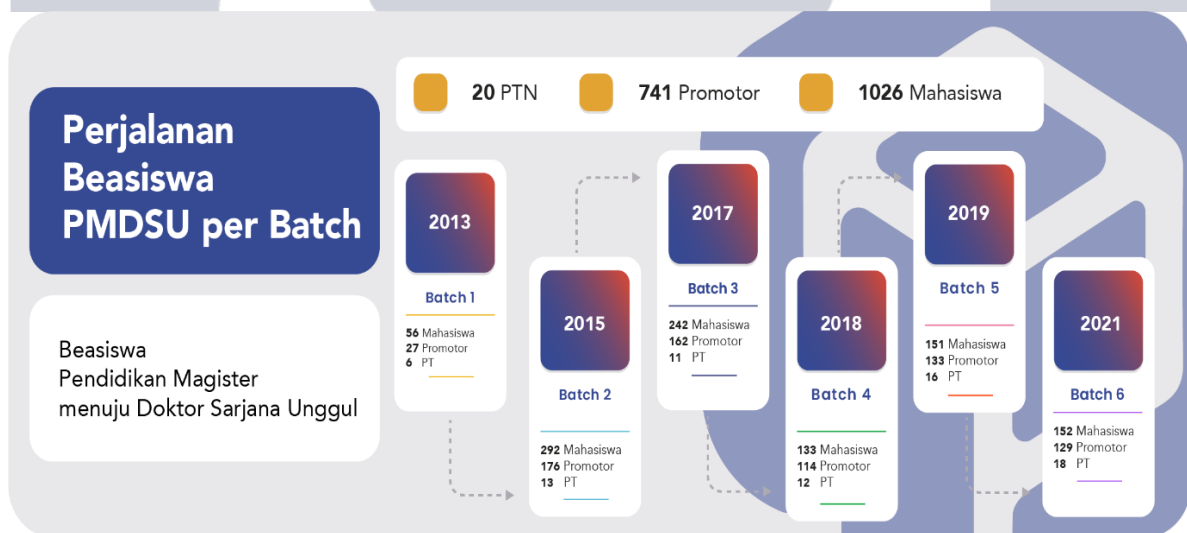 Perjalanan
Beasiswa
PMDSU per Batch
Beasiswa
Pendidikan Magister
menuju Doktor Sarjana Unggul
20 PTN
741 Promotor
1026 Mahasiswa
2013
Batch 1
56 Mahasiswa
27 Promotor
6 PT
2015
Batch 2
292 Mahasiswa
176 Promotor
13 PT
2017
Batch 3
242 Mahasiswa
162 Promotor
11 PT
2018
Batch 4
133 Mahasiswa
114 Promotor
12 PT
2019
Batch 5
151 Mahasiswa
133 Promotor
16 PT
2021
Batch 6
152 Mahasiswa
129 Promotor
18 PT